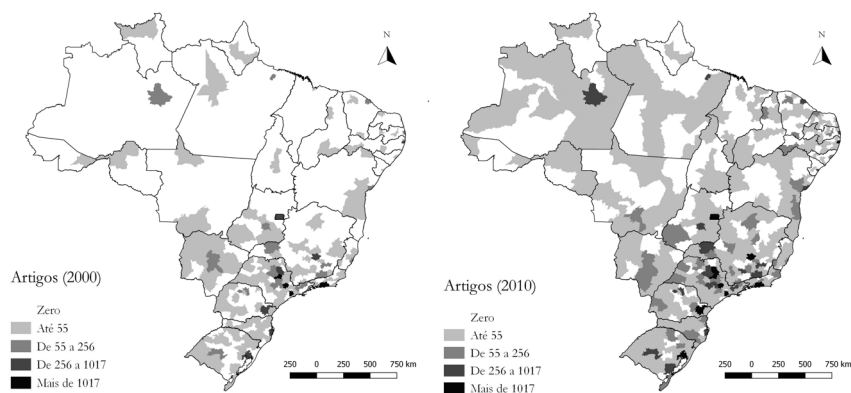 N
Artigos (2000)
Zero
Até 55
De 55 a 256
De 256 a 1017
Mais de 1017
250 0 250 500 750 km
N
Artigos (2010)
Zero
Até 55
De 55 a 256
De 256 a 1017
Mais de 1017
250 0 250 500 750 km